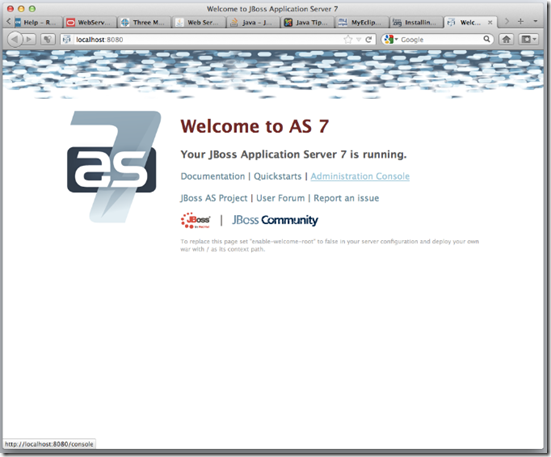 Welcome to JBoss Application Server 7
Help – R...
WebServ...
Three M...
Web Ser...
Java – J...
Java Tip...
MyEclip...
Installin...
Welc...
localhost:8080
Google
7
as
Welcome to AS 7
Your JBoss Application Server 7 is running.
Documentation | Quickstarts | Administration Console
JBoss AS Project | User Forum | Report an issue
JBoss | JBoss Community
by Red Hat
To replace this page set "enable-welcome-root" to false in your server configuration and deploy your own
war with / as its context path.
http://localhost:8080/console